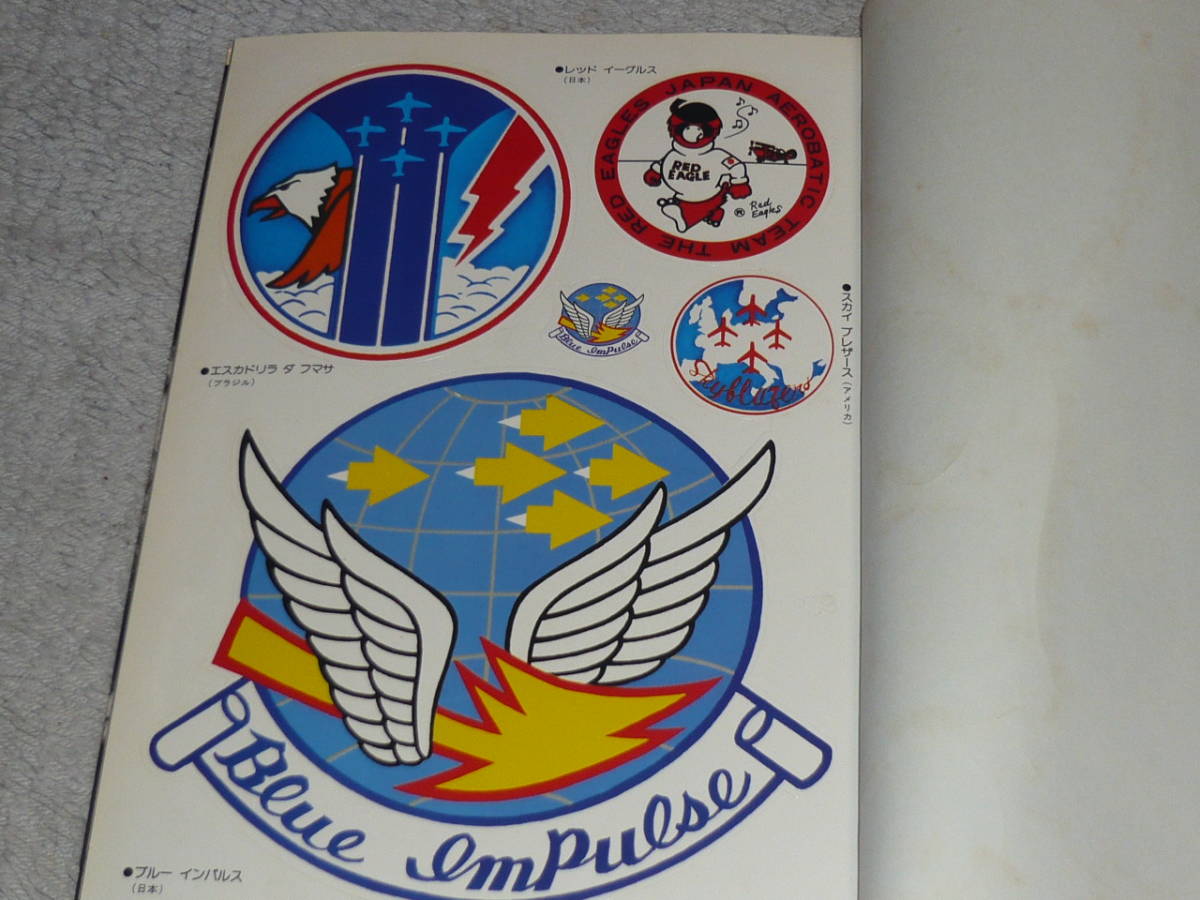 ●レッド イーグルス
(日本)
THE RED EAGLES JAPAN AEROBATIC TEAM
RED
EAGLE
Red
Eagles
®
Blue Impulse
Skyblazers
●スカイ ブレザース (アメリカ)
●エスカドリラ ダ フマサ
(ブラジル)
Blue Impulse
●ブルー インパルス
(日本)